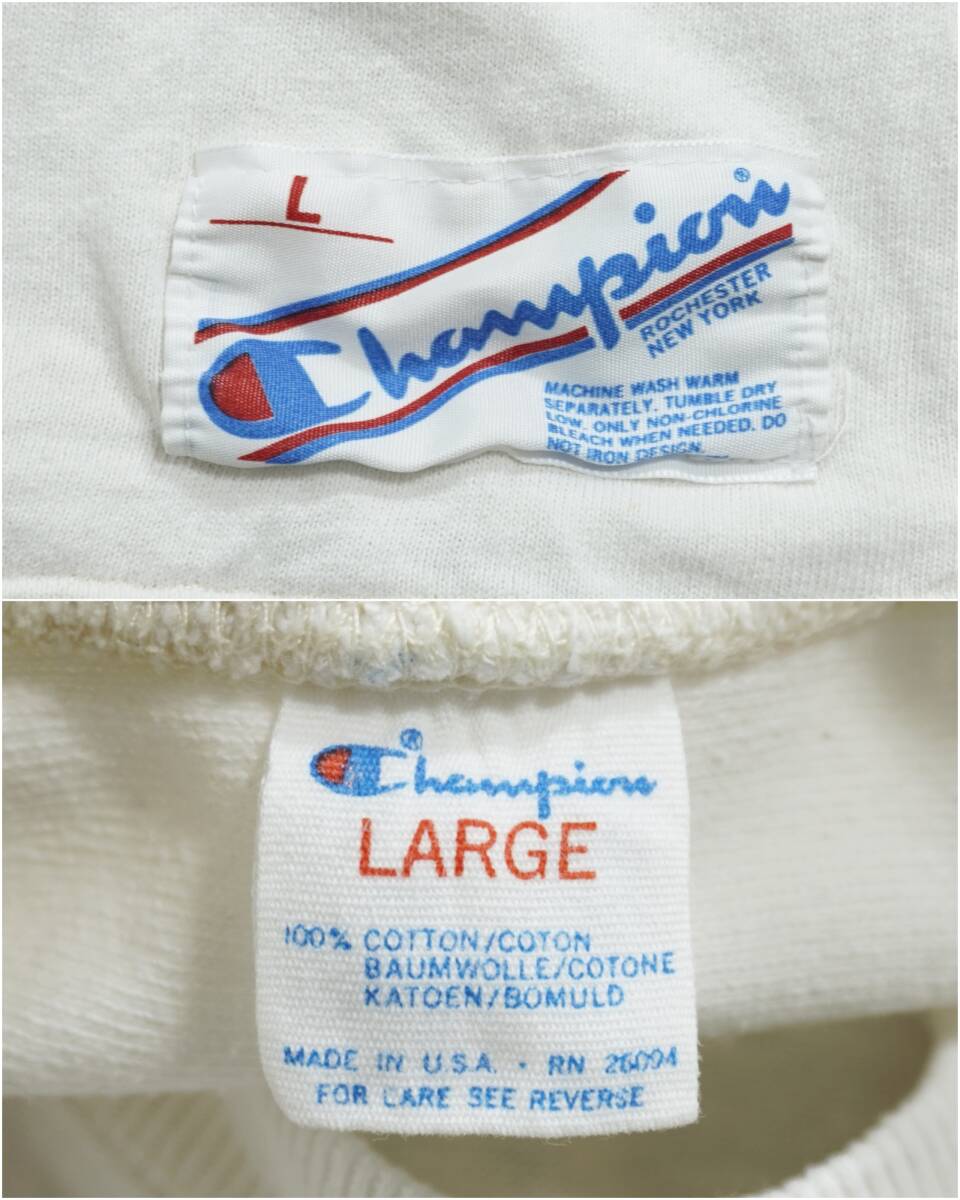 L
Champion®
ROCHESTER
NEW YORK
MACHINE WASH WARM
SEPARATELY. TUMBLE DRY
LOW. ONLY NON-CHLORINE
BLEACH WHEN NEEDED. DO
NOT IRON DESIGN.
Champion®
LARGE
100% COTTON/COTON
BAUMWOLLE/COTONE
KATOEN/BOMULD
MADE IN U.S.A. · RN 26094
FOR CARE SEE REVERSE